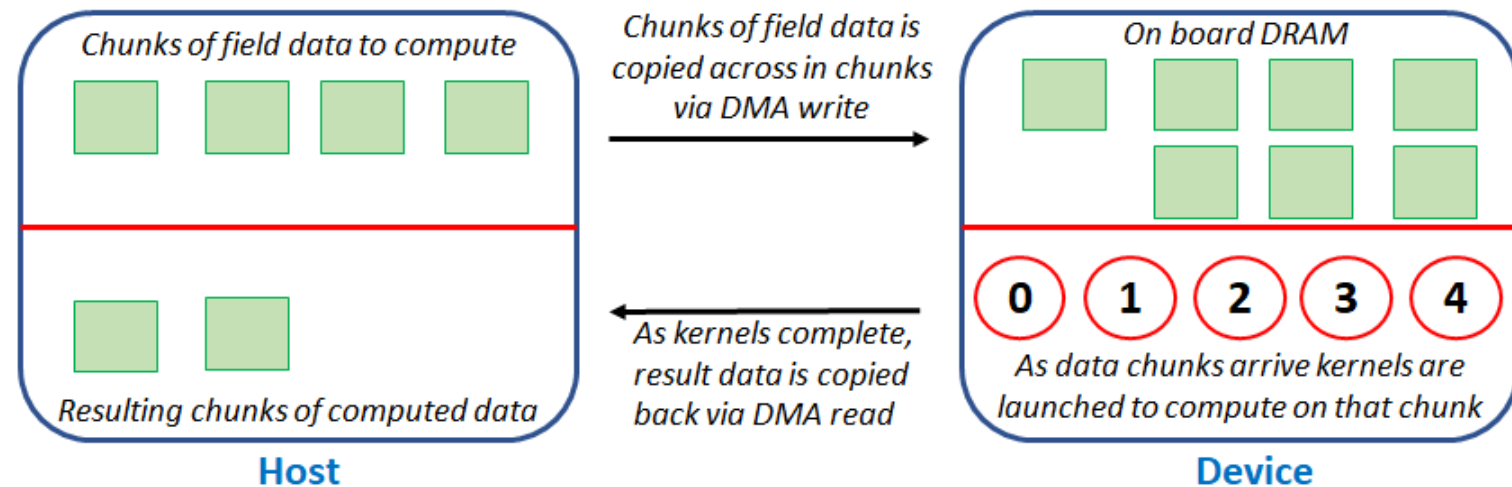 Chunks of field data to compute
Chunks of field data is
copied across in chunks
via DMA write
On board DRAM
0 1 2 3 4
As kernels complete,
result data is copied
back via DMA read
As data chunks arrive kernels are
launched to compute on that chunk
Resulting chunks of computed data
Host
Device